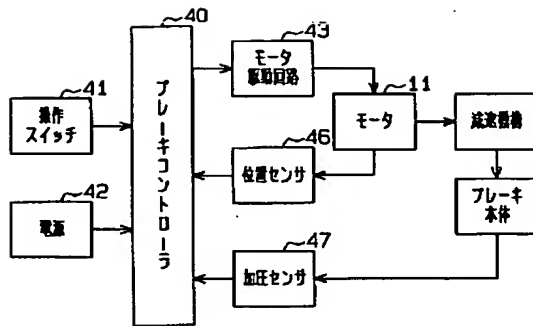 40
43
モータ
駆動回路
41
操作
スイッチ
11
モータ
減速器機
46
位置センサ
42
電源
ブレーキコントローラ
ブレーキ
本体
47
加圧センサ